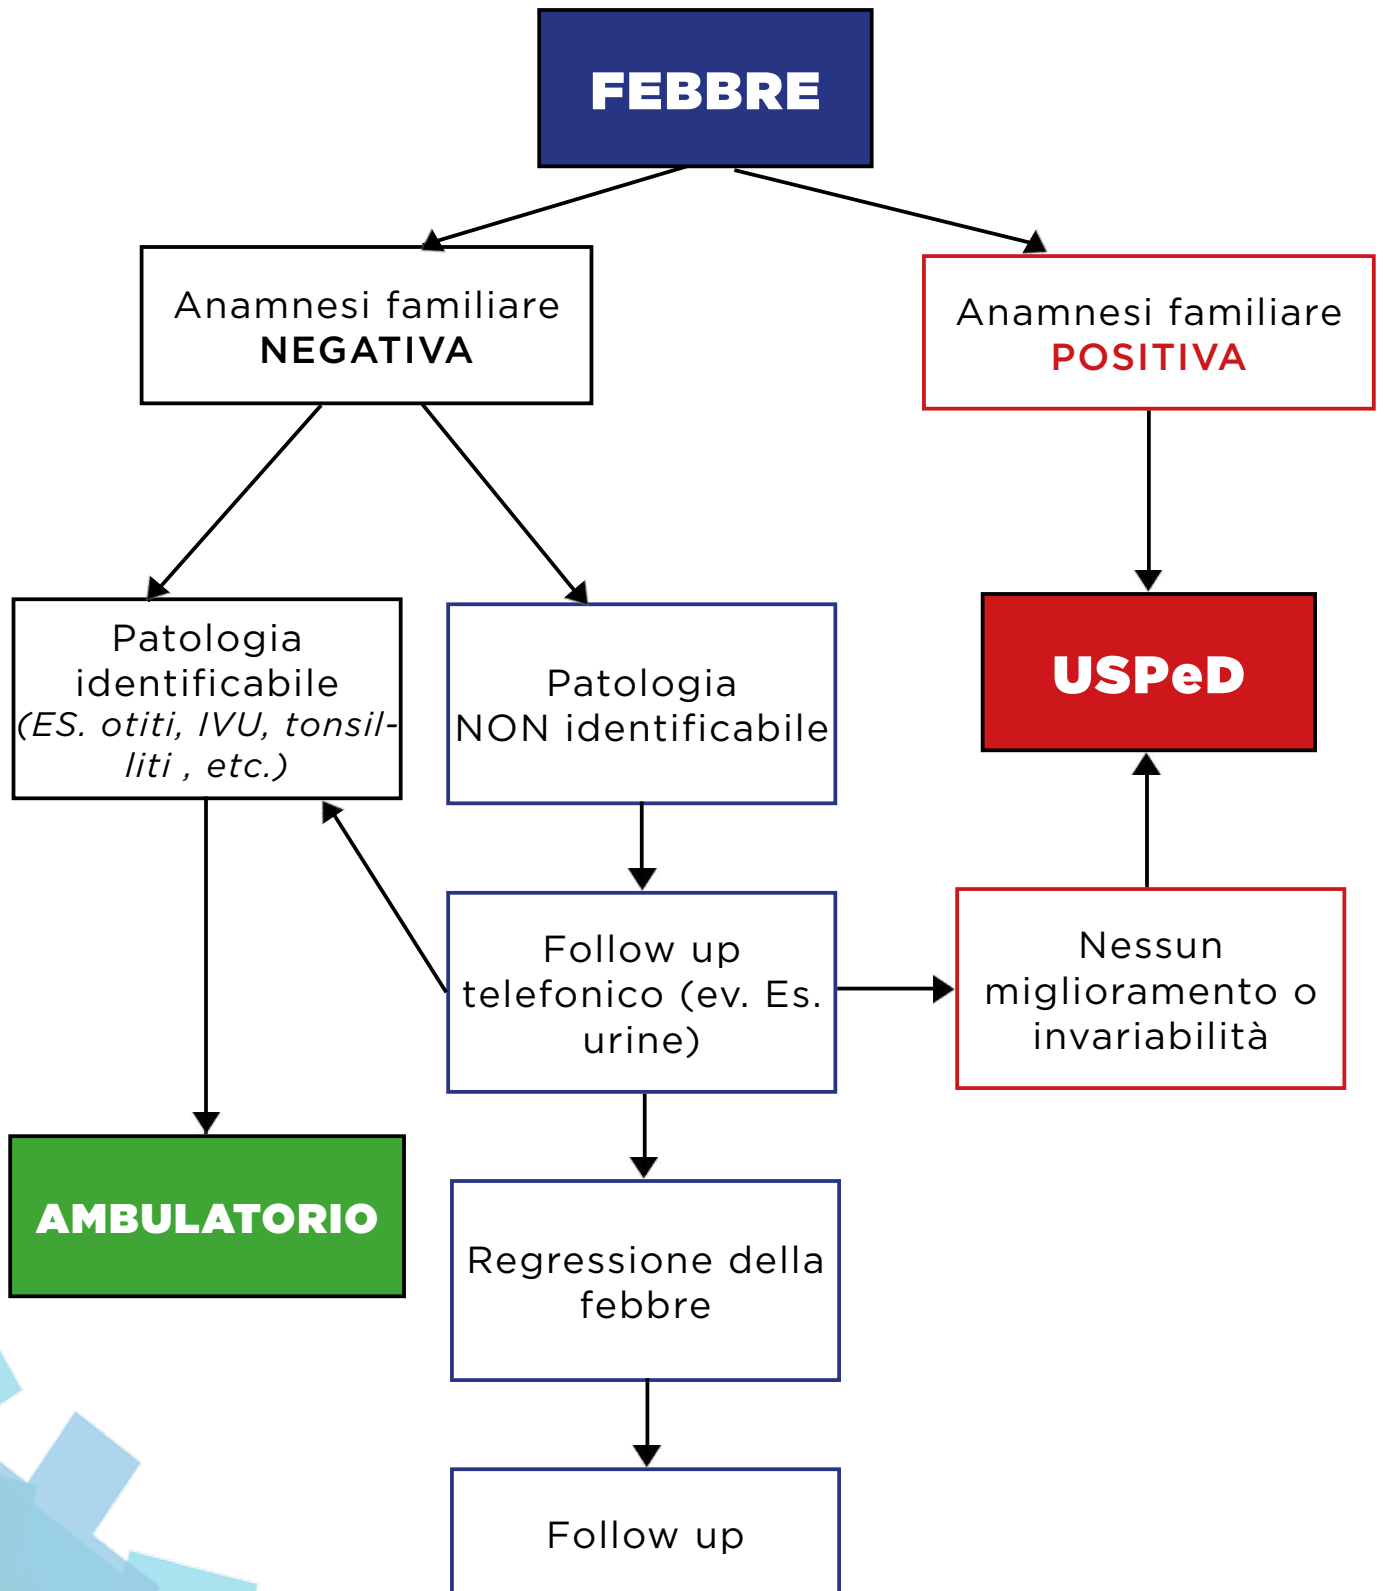 FEBBRE
Anamnesi familiare
NEGATIVA
Anamnesi familiare
POSITIVA
Patologia
identificabile
(ES. otiti, IVU, tonsil-
liti , etc.)
Patologia
NON identificabile
USPeD
Follow up
telefonico (ev. Es.
urine)
Nessun
miglioramento o
invariabilità
AMBULATORIO
Regressione della
febbre
Follow up